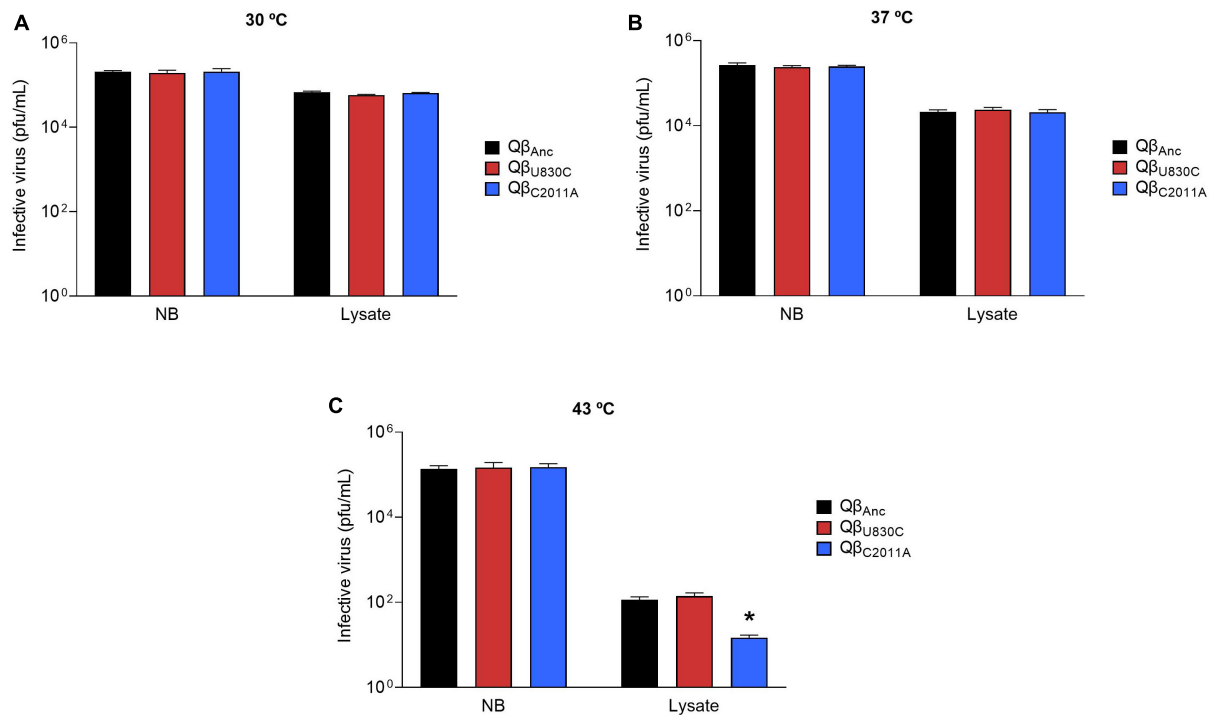 A
30 ºC
Infective virus (pfu/mL)
10⁶
10⁴
10²
10⁰
NB
Lysate
Qβ_Anc
Qβ_U830C
Qβ_C2011A
B
37 ºC
Infective virus (pfu/mL)
10⁶
10⁴
10²
10⁰
NB
Lysate
Qβ_Anc
Qβ_U830C
Qβ_C2011A
C
43 ºC
Infective virus (pfu/mL)
10⁶
10⁴
10²
10⁰
*
NB
Lysate
Qβ_Anc
Qβ_U830C
Qβ_C2011A